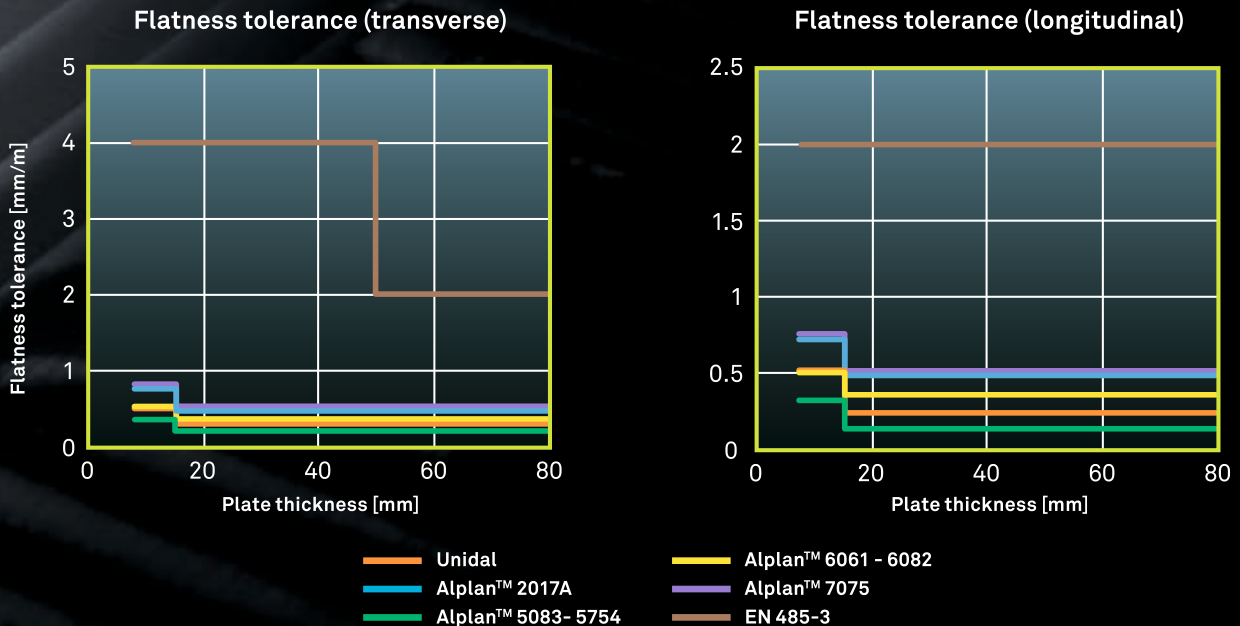 Flatness tolerance (transverse)
5
4
3
2
1
0
0 20 40 60 80
Flatness tolerance [mm/m]
Plate thickness [mm]
Flatness tolerance (longitudinal)
2.5
2
1.5
1
0.5
0
0 20 40 60 80
Plate thickness [mm]
Unidal
Alplan™ 2017A
Alplan™ 5083- 5754
Alplan™ 6061 - 6082
Alplan™ 7075
EN 485-3